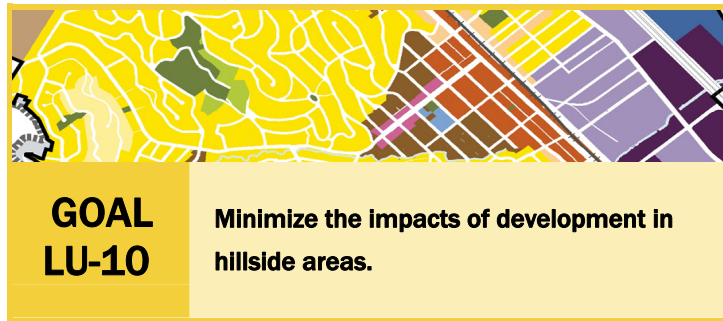 GOAL
LU-10
Minimize the impacts of development in
hillside areas.